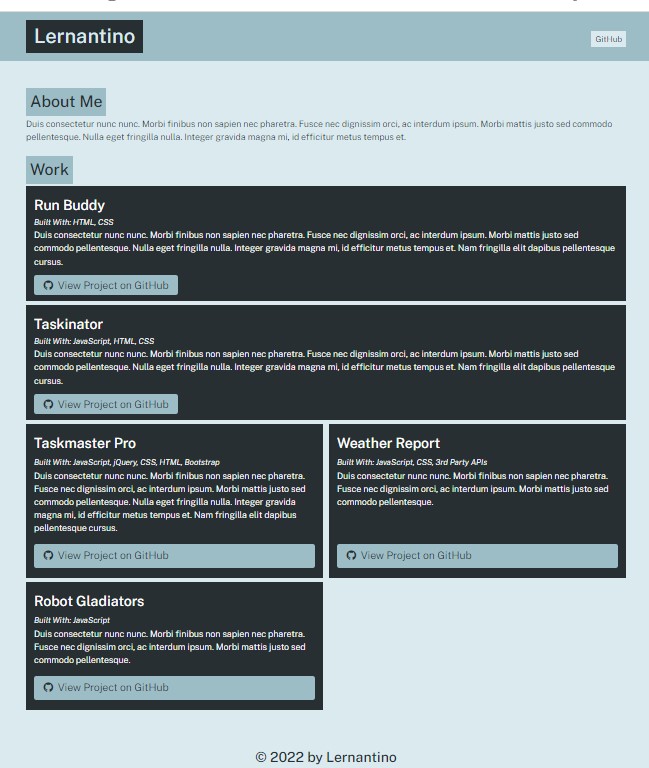 Lernantino
GitHub
About Me
Duis consectetur nunc nunc. Morbi finibus non sapien nec pharetra. Fusce nec dignissim orci, ac interdum ipsum. Morbi mattis justo sed commodo
pellentesque. Nulla eget fringilla nulla. Integer gravida magna mi, id efficitur metus tempus et.
Work
Run Buddy
Built With: HTML, CSS
Duis consectetur nunc nunc. Morbi finibus non sapien nec pharetra. Fusce nec dignissim orci, ac interdum ipsum. Morbi mattis justo sed
commodo pellentesque. Nulla eget fringilla nulla. Integer gravida magna mi, id efficitur metus tempus et. Nam fringilla elit dapibus pellentesque
cursus.
View Project on GitHub
Taskinator
Built With: JavaScript, HTML, CSS
Duis consectetur nunc nunc. Morbi finibus non sapien nec pharetra. Fusce nec dignissim orci, ac interdum ipsum. Morbi mattis justo sed
commodo pellentesque. Nulla eget fringilla nulla. Integer gravida magna mi, id efficitur metus tempus et. Nam fringilla elit dapibus pellentesque
cursus.
View Project on GitHub
Taskmaster Pro
Built With: JavaScript, jQuery, CSS, HTML, Bootstrap
Duis consectetur nunc nunc. Morbi finibus non sapien nec pharetra.
Fusce nec dignissim orci, ac interdum ipsum. Morbi mattis justo sed
commodo pellentesque. Nulla eget fringilla nulla. Integer gravida
magna mi, id efficitur metus tempus et. Nam fringilla elit dapibus
pellentesque cursus.
View Project on GitHub
Weather Report
Built With: JavaScript, CSS, 3rd Party APIs
Duis consectetur nunc nunc. Morbi finibus non sapien nec pharetra.
Fusce nec dignissim orci, ac interdum ipsum. Morbi mattis justo sed
commodo pellentesque.
View Project on GitHub
Robot Gladiators
Built With: JavaScript
Duis consectetur nunc nunc. Morbi finibus non sapien nec pharetra.
Fusce nec dignissim orci, ac interdum ipsum. Morbi mattis justo sed
commodo pellentesque.
View Project on GitHub
© 2022 by Lernantino